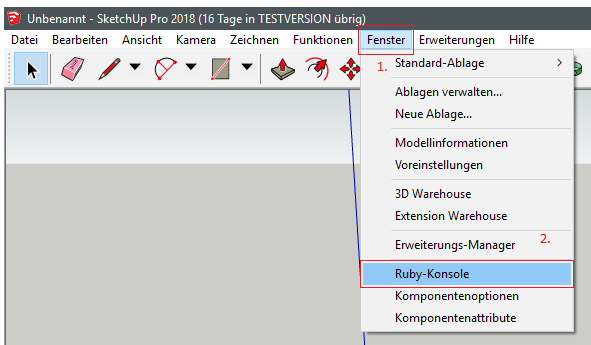 Unbenannt - SketchUp Pro 2018 (16 Tage in TESTVERSION übrig)
Datei Bearbeiten Ansicht Kamera Zeichnen Funktionen Fenster Erweiterungen Hilfe
1. Standard-Ablage
Ablagen verwalten...
Neue Ablage...
Modellinformationen
Voreinstellungen
3D Warehouse
Extension Warehouse
Erweiterungs-Manager 2.
Ruby-Konsole
Komponentenoptionen
Komponentenattribute